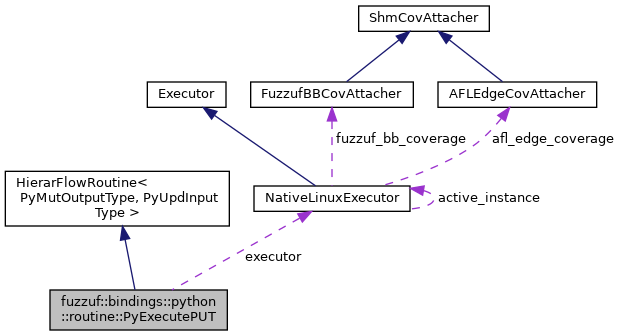 ShmCovAttacher
Executor
FuzzufBBCovAttacher
AFLEdgeCovAttacher
fuzzuf_bb_coverage
afl_edge_coverage
HierarFlowRoutine<
PyMutOutputType, PyUpdInput
Type >
NativeLinuxExecutor
active_instance
executor
fuzzuf::bindings::python
::routine::PyExecutePUT